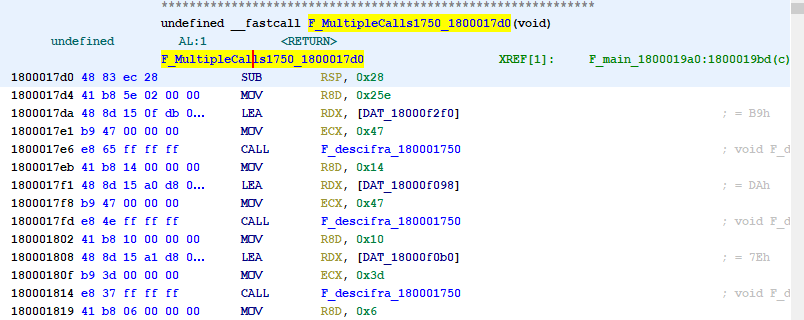 **************************************************************
undefined __fastcall F_MultipleCalls1750_1800017d0(void)
undefined AL:1 <RETURN>
F_MultipleCalls1750_1800017d0 XREF[1]: F_main_1800019a0:1800019bd(c)
1800017d0 48 83 ec 28 SUB RSP, 0x28
1800017d4 41 b8 5e 02 00 00 MOV R8D, 0x25e
1800017da 48 8d 15 0f db 0... LEA RDX, [DAT_18000f2f0] ; = B9h
1800017e1 b9 47 00 00 00 MOV ECX, 0x47
1800017e6 e8 65 ff ff ff CALL F_descifra_180001750 ; void F_d
1800017eb 41 b8 14 00 00 00 MOV R8D, 0x14
1800017f1 48 8d 15 a0 d8 0... LEA RDX, [DAT_18000f098] ; = DAh
1800017f8 b9 47 00 00 00 MOV ECX, 0x47
1800017fd e8 4e ff ff ff CALL F_descifra_180001750 ; void F_d
180001802 41 b8 10 00 00 00 MOV R8D, 0x10
180001808 48 8d 15 a1 d8 0... LEA RDX, [DAT_18000f0b0] ; = 7Eh
18000180f b9 3d 00 00 00 MOV ECX, 0x3d
180001814 e8 37 ff ff ff CALL F_descifra_180001750 ; void F_d
180001819 41 b8 06 00 00 00 MOV R8D, 0x6